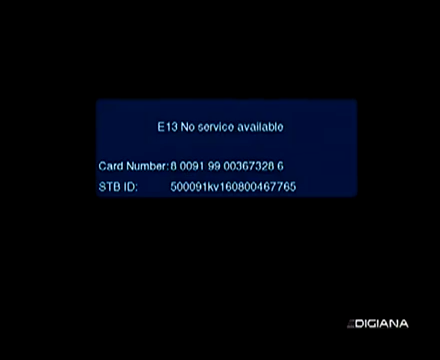 E13 No service available
Card Number: 8 0091 99 00367328 6
STB ID: 500091kv160800467765
DIGIANA